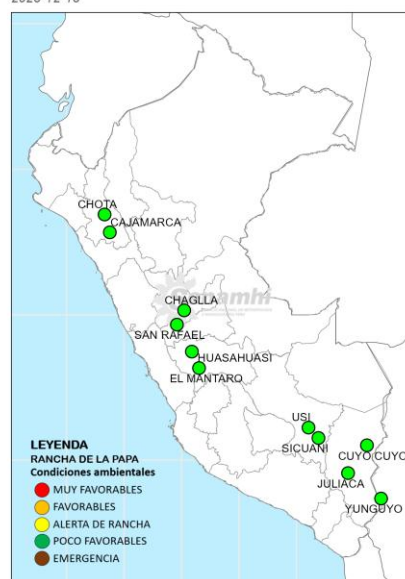 CHOTA
CAJAMARCA
Senamhi
CHAGLLA
SAN RAFAEL
HUASAHUASI
EL MANTARO
USI
SICUANI
CUYO CUYO
JULIACA
YUNGUYO
LEYENDA
RANCHA DE LA PAPA
Condiciones ambientales
MUY FAVORABLES
FAVORABLES
ALERTA DE RANCHA
POCO FAVORABLES
EMERGENCIA